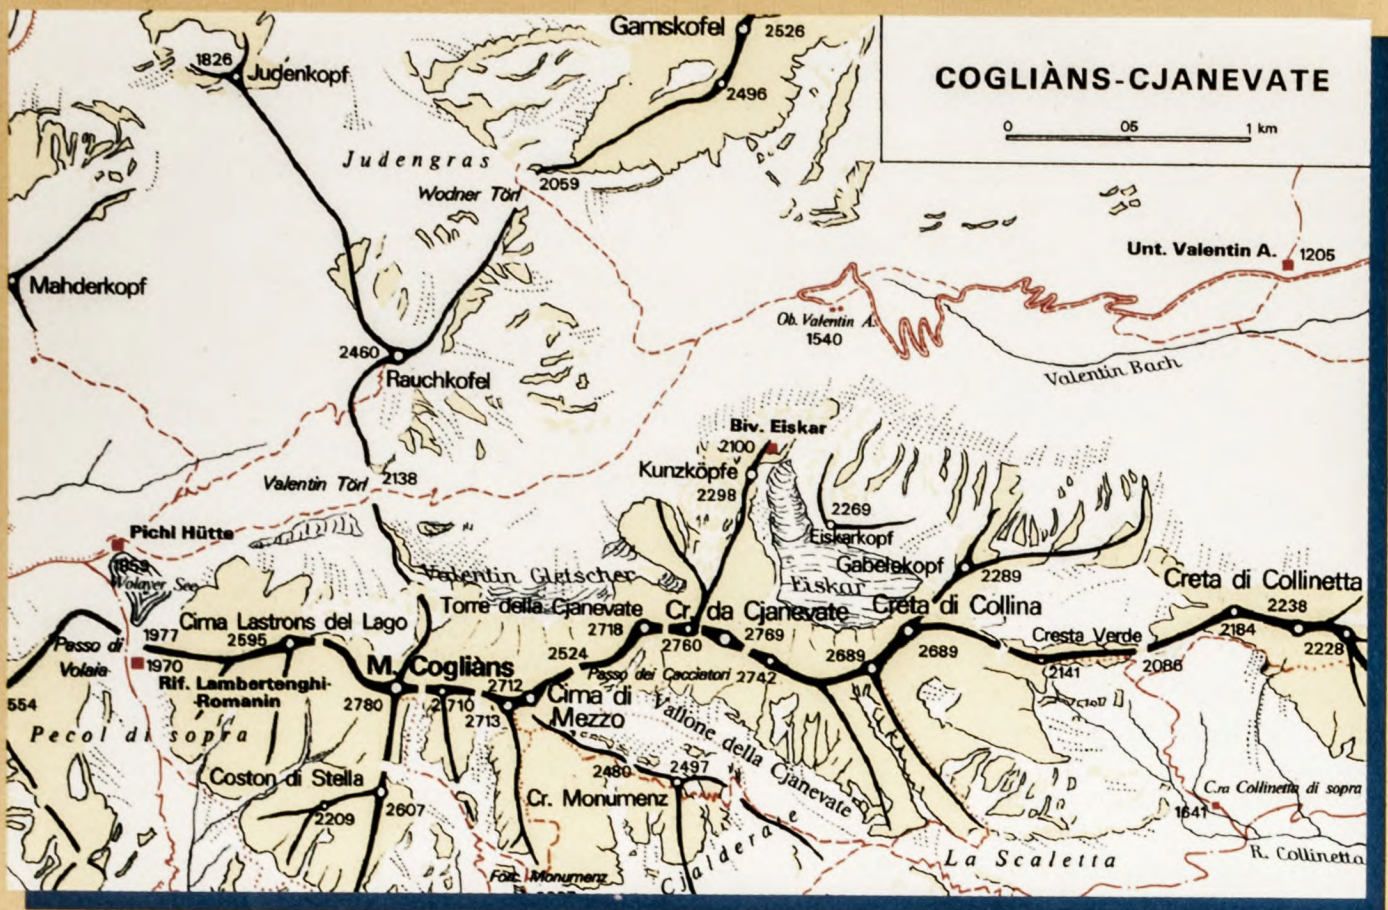 Gamskofel
2526
1826
Judenkopf
2496
COGLIÀNS-CJANEVATE
0 05 1 km
Judengras
2059
Wodner Törl
Unt. Valentin A.
1205
Mahderkopf
Ob. Valentin A.
1540
2460
Rauchkofel
Valentin Bach
Biv. Eiskar
2100
Kunzköpfe
2298
Valentin Törl
2138
2269
Eiskarkopf
Pichl Hütte
1959
Wolayer See
Valentin Gletscher
Eiskar
Gabelekopf
2289
Creta di Collinetta
2238
2184
2228
Torre della Cjanevate
2718
Cr. da Cjanevate
2760
2769
Creta di Collina
2689
2689
Cima Lastrons del Lago
2595
1977
Passo di
Volaia
1970
Rif. Lambertenghi-
Romanin
M. Cogliàns
2780
2710
2712
2713
2524
Passo dei Cacciatori
2742
Cresta Verde
2141
2086
Cima di
Mezzo
554
Pecol di sopra
Vallone della Cjanevate
Coston di Stella
2209
2607
2480
2497
Cr. Monumenz
C.ra Collinetta di sopra
1641
R. Collinetta
La Scaletta
Cjalderate
Forc. Monumenz